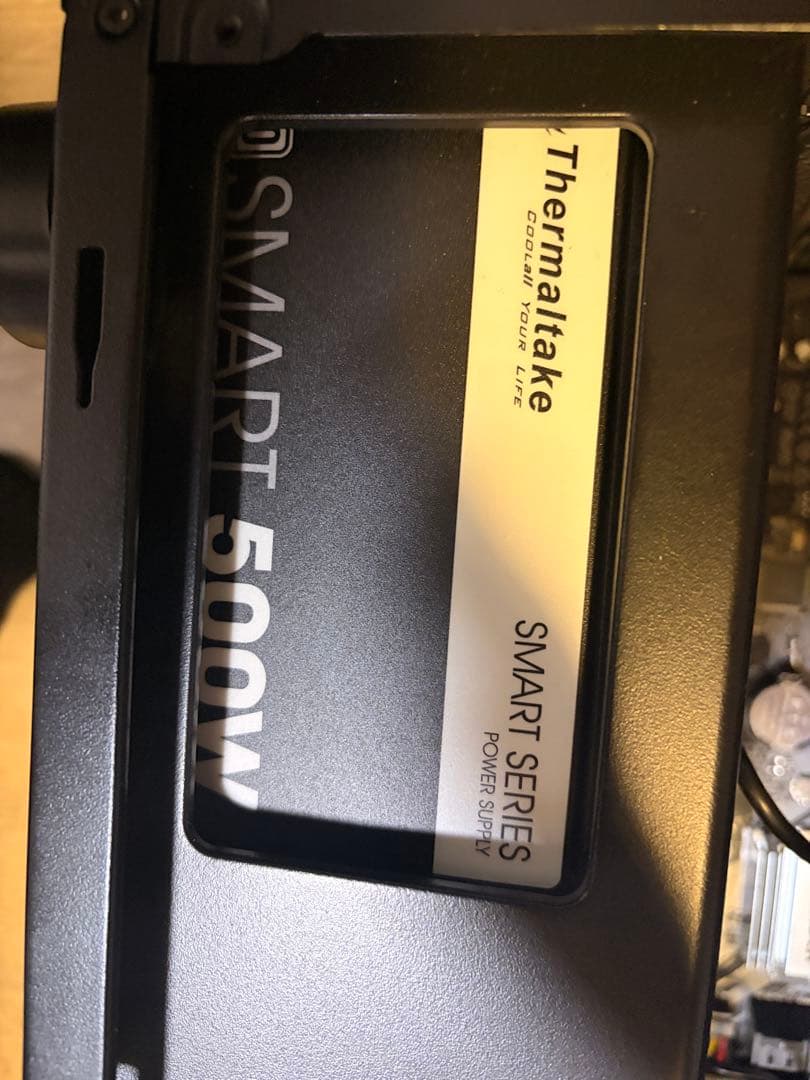 Thermaltake
COOLall YOUR LIFE
SMART SERIES
POWER SUPPLY
SMART 500W